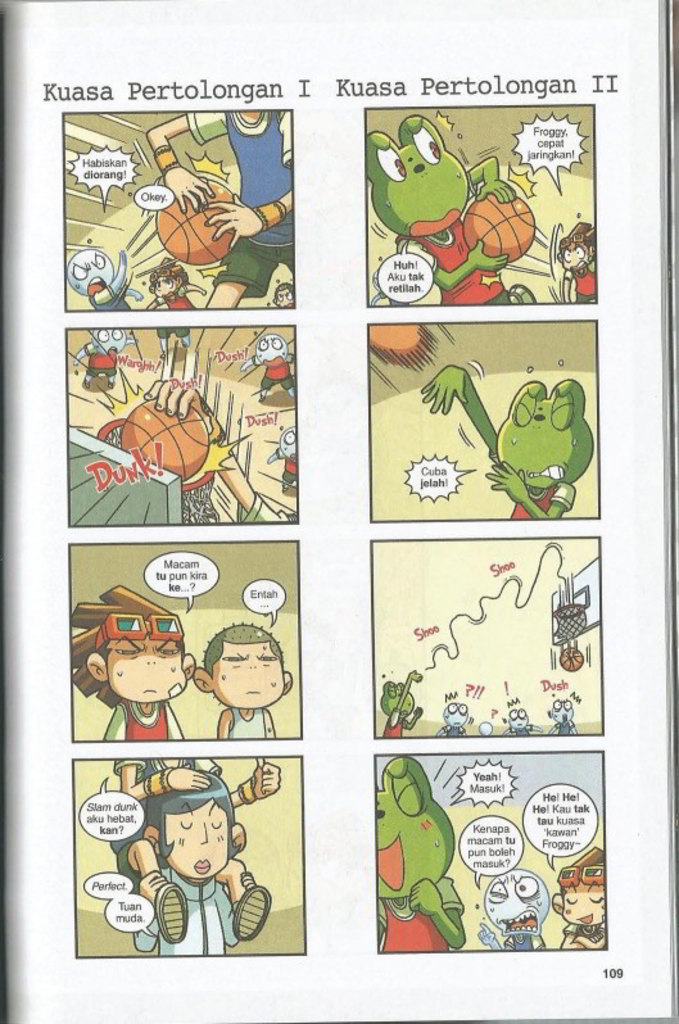 Kuasa Pertolongan I
Habiskan
diorang!
Okey.
Warghh!
Dush!
Dush!
Dush!
DUNK!
Macam
tu pun kira
ke...?
Entah
...
Slam dunk
aku hebat,
kan?
Perfect.
Tuan
muda.
Kuasa Pertolongan II
Froggy,
cepat
jaringkan!
Huh!
Aku tak
retilah.
Cuba
jelah!
Shoo
Shoo
?!!
?
!
Dush
Yeah!
Masuk!
Kenapa
macam tu
pun boleh
masuk?
He! He!
He! Kau tak
tau kuasa
'kawan'
Froggy~
109